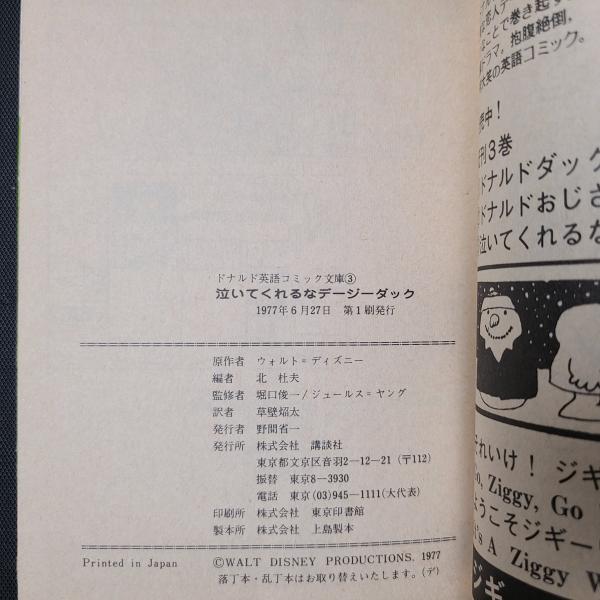 ドナルド英語コミック文庫③
泣いてくれるなデージーダック
1977年6月27日 第1刷発行
原作者 ウォルト=ディズニー
編者 北 杜夫
監修者 堀口俊一/ジュールス=ヤング
訳者 草壁焔太
発行者 野間省一
発行所 株式会社 講談社
東京都文京区音羽2-12-21（〒112）
振替 東京8-3930
電話 東京(03)945-1111(大代表)
印刷所 株式会社 東京印書館
製本所 株式会社 上島製本
Printed in Japan
©WALT DISNEY PRODUCTIONS. 1977
落丁本・乱丁本はお取り替えいたします。(デ)
ことで巻き起す
ドラマ。抱腹絶倒，
大笑の英語コミック。
売中！
刊3巻
ドナルドダック
ドナルドおじさ
泣いてくれるな
それいけ！ ジギ
Go, Ziggy, Go
ようこそジギー
A Ziggy W
ジギ